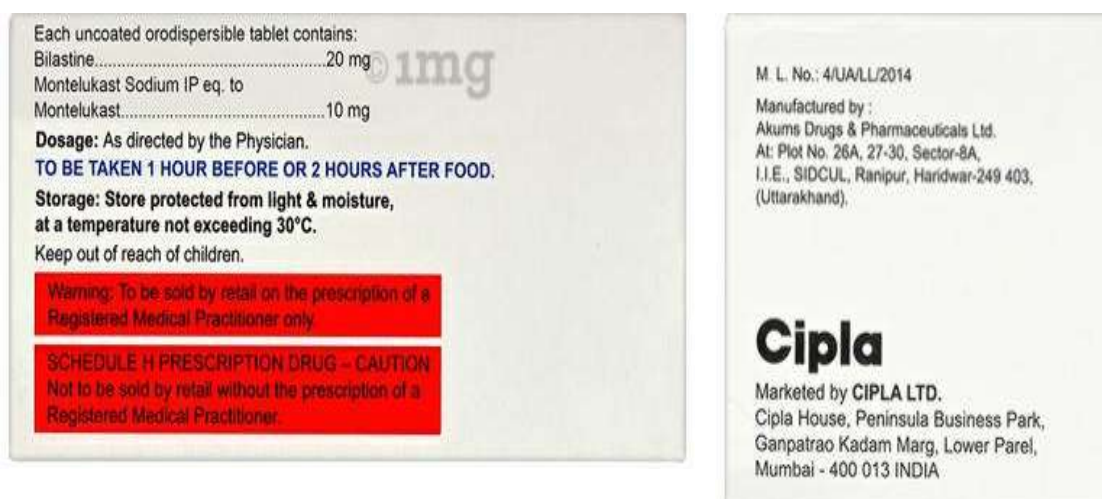 Each uncoated orodispersible tablet contains:
Bilastine..............................................20 mg
Montelukast Sodium IP eq. to
Montelukast.........................................10 mg
Dosage: As directed by the Physician.
TO BE TAKEN 1 HOUR BEFORE OR 2 HOURS AFTER FOOD.
Storage: Store protected from light & moisture,
at a temperature not exceeding 30°C.
Keep out of reach of children.
Warning: To be sold by retail on the prescription of a
Registered Medical Practitioner only.
SCHEDULE H PRESCRIPTION DRUG – CAUTION
Not to be sold by retail without the prescription of a
Registered Medical Practitioner.
©1mg
M. L. No.: 4/UA/LL/2014
Manufactured by :
Akums Drugs & Pharmaceuticals Ltd.
At: Plot No. 26A, 27-30, Sector-8A,
I.I.E., SIDCUL, Ranipur, Haridwar-249 403,
(Uttarakhand).
Cipla
Marketed by CIPLA LTD.
Cipla House, Peninsula Business Park,
Ganpatrao Kadam Marg, Lower Parel,
Mumbai - 400 013 INDIA